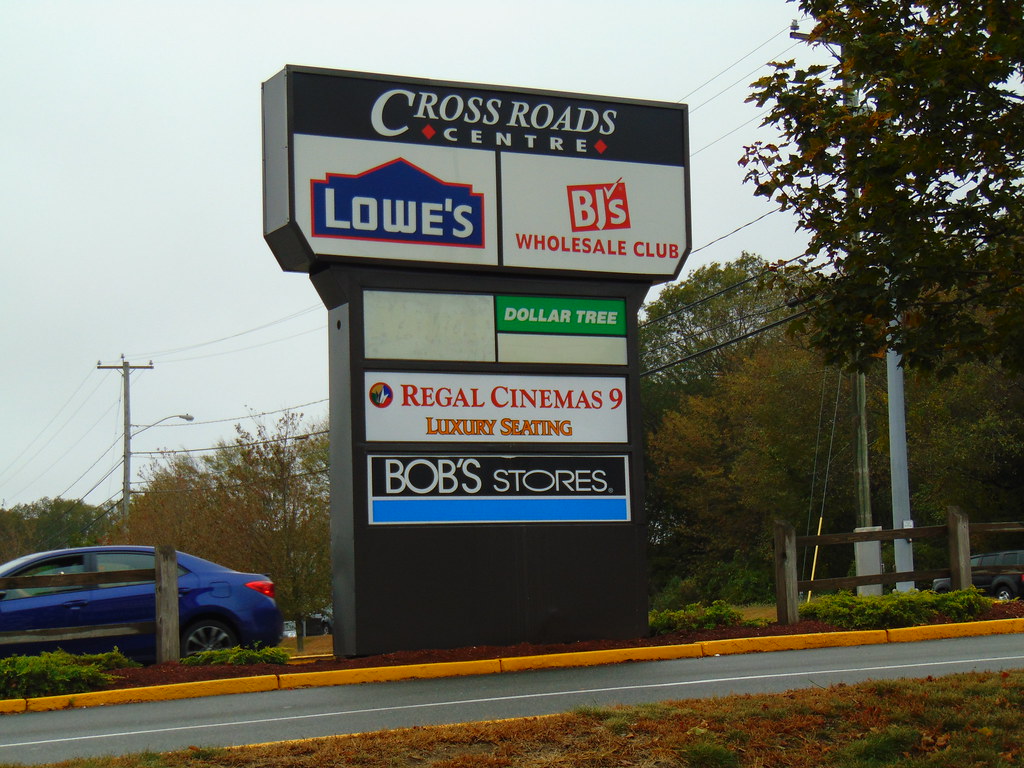 CROSS ROADS
CENTRE
LOWE'S
BJ's
WHOLESALE CLUB
DOLLAR TREE
REGAL CINEMAS 9
LUXURY SEATING
BOB'S STORES®